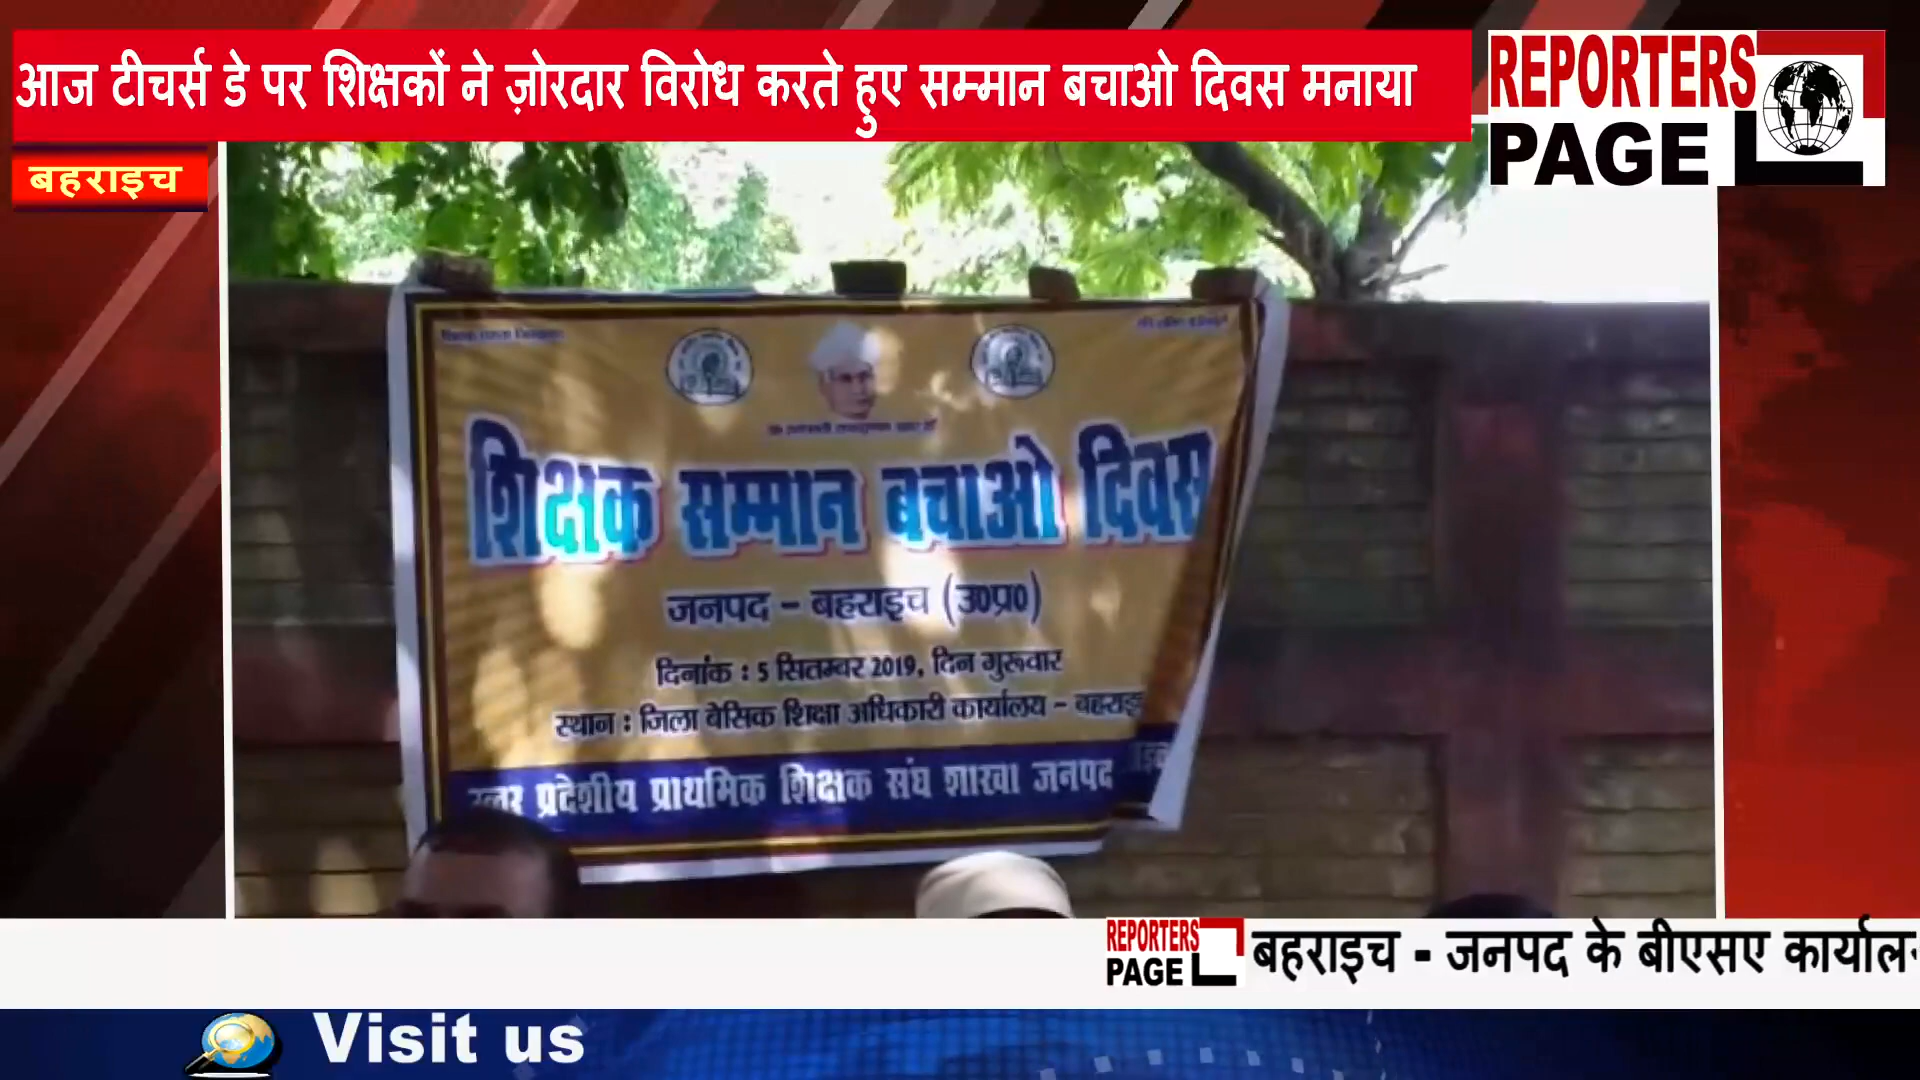 आज टीचर्स डे पर शिक्षकों ने ज़ोरदार विरोध करते हुए सम्मान बचाओ दिवस मनाया
REPORTERS
PAGE
बहराइच
शिक्षक सम्मान बचाओ दिवस
जनपद - बहराइच (उ0प्र0)
दिनांक : 5 सितम्बर 2019, दिन गुरूवार
स्थान : जिला बेसिक शिक्षा अधिकारी कार्यालय - बहराइ
प्रदेशीय प्राथमिक शिक्षक संघ शाखा जनपद
REPORTERS
PAGE
बहराइच - जनपद के बीएसए कार्याल
Visit us